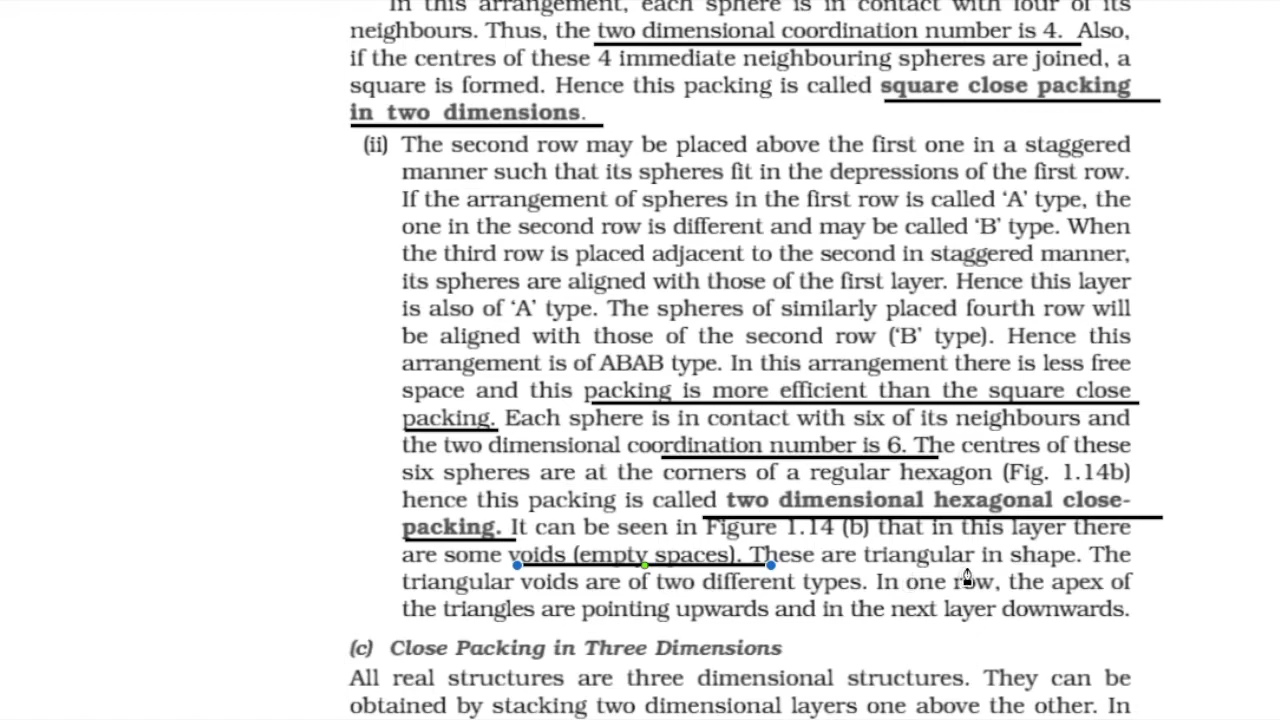 In this arrangement, each sphere is in contact with four of its
neighbours. Thus, the two dimensional coordination number is 4. Also,
if the centres of these 4 immediate neighbouring spheres are joined, a
square is formed. Hence this packing is called square close packing
in two dimensions.
(ii) The second row may be placed above the first one in a staggered
manner such that its spheres fit in the depressions of the first row.
If the arrangement of spheres in the first row is called ‘A’ type, the
one in the second row is different and may be called ‘B’ type. When
the third row is placed adjacent to the second in staggered manner,
its spheres are aligned with those of the first layer. Hence this layer
is also of ‘A’ type. The spheres of similarly placed fourth row will
be aligned with those of the second row (‘B’ type). Hence this
arrangement is of ABAB type. In this arrangement there is less free
space and this packing is more efficient than the square close
packing. Each sphere is in contact with six of its neighbours and
the two dimensional coordination number is 6. The centres of these
six spheres are at the corners of a regular hexagon (Fig. 1.14b)
hence this packing is called two dimensional hexagonal close-
packing. It can be seen in Figure 1.14 (b) that in this layer there
are some voids (empty spaces). These are triangular in shape. The
triangular voids are of two different types. In one row, the apex of
the triangles are pointing upwards and in the next layer downwards.
(c) Close Packing in Three Dimensions
All real structures are three dimensional structures. They can be
obtained by stacking two dimensional layers one above the other. In